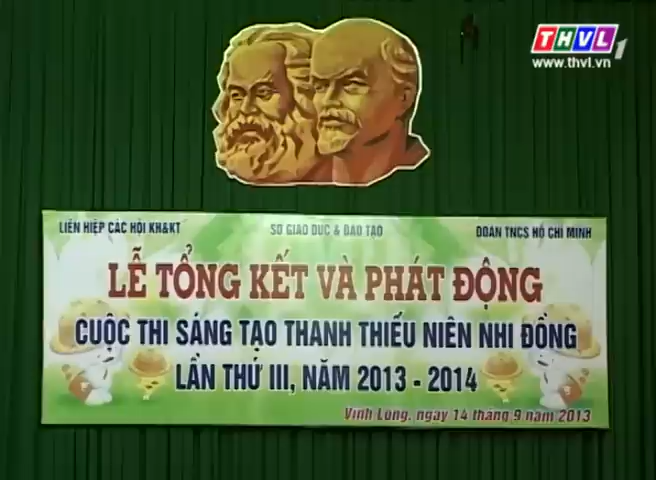 THVL1
www.thvl.vn
LIÊN HIỆP CÁC HỘI KH&KT
SỞ GIÁO DỤC & ĐÀO TẠO
ĐOÀN TNCS HỒ CHÍ MINH
LỄ TỔNG KẾT VÀ PHÁT ĐỘNG
CUỘC THI SÁNG TẠO THANH THIẾU NIÊN NHI ĐỒNG
LẦN THỨ III, NĂM 2013 - 2014
Vĩnh Long, ngày 14 tháng 9 năm 2013